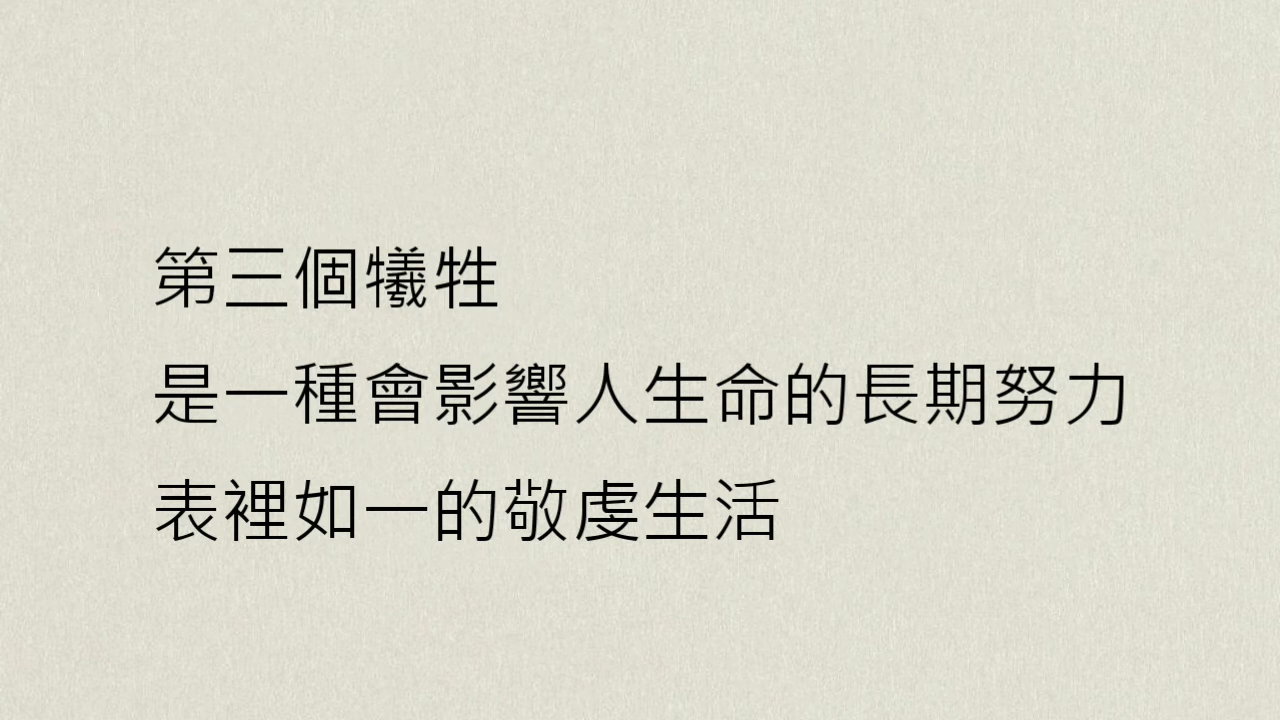 第三個犧牲
是一種會影響人生命的長期努力
表裡如一的敬虔生活